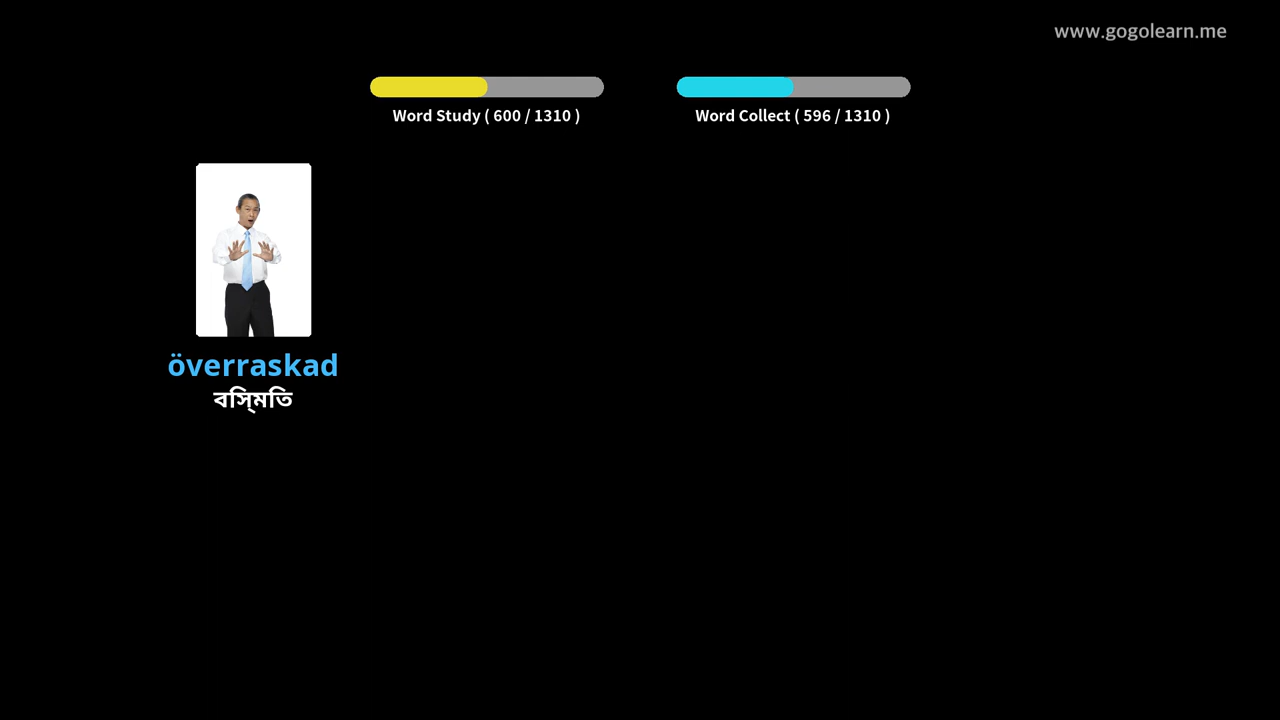 www.gogolearn.me
Word Study ( 600 / 1310 )
Word Collect ( 596 / 1310 )
överraskad
বিস্মিত